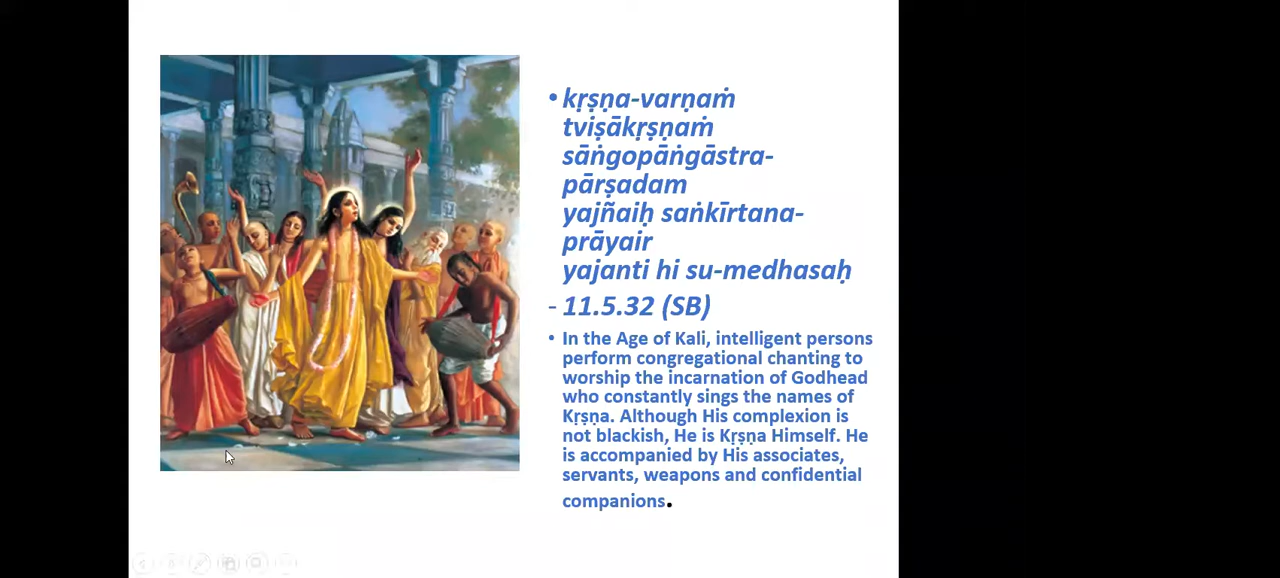 • kṛṣṇa-varṇaṁ
tviṣākṛṣṇaṁ
sāṅgopāṅgāstra-
pārṣadam
yajñaiḥ saṅkīrtana-
prāyair
yajanti hi su-medhasaḥ
- 11.5.32 (SB)
• In the Age of Kali, intelligent persons
perform congregational chanting to
worship the incarnation of Godhead
who constantly sings the names of
Kṛṣṇa. Although His complexion is
not blackish, He is Kṛṣṇa Himself. He
is accompanied by His associates,
servants, weapons and confidential
companions.